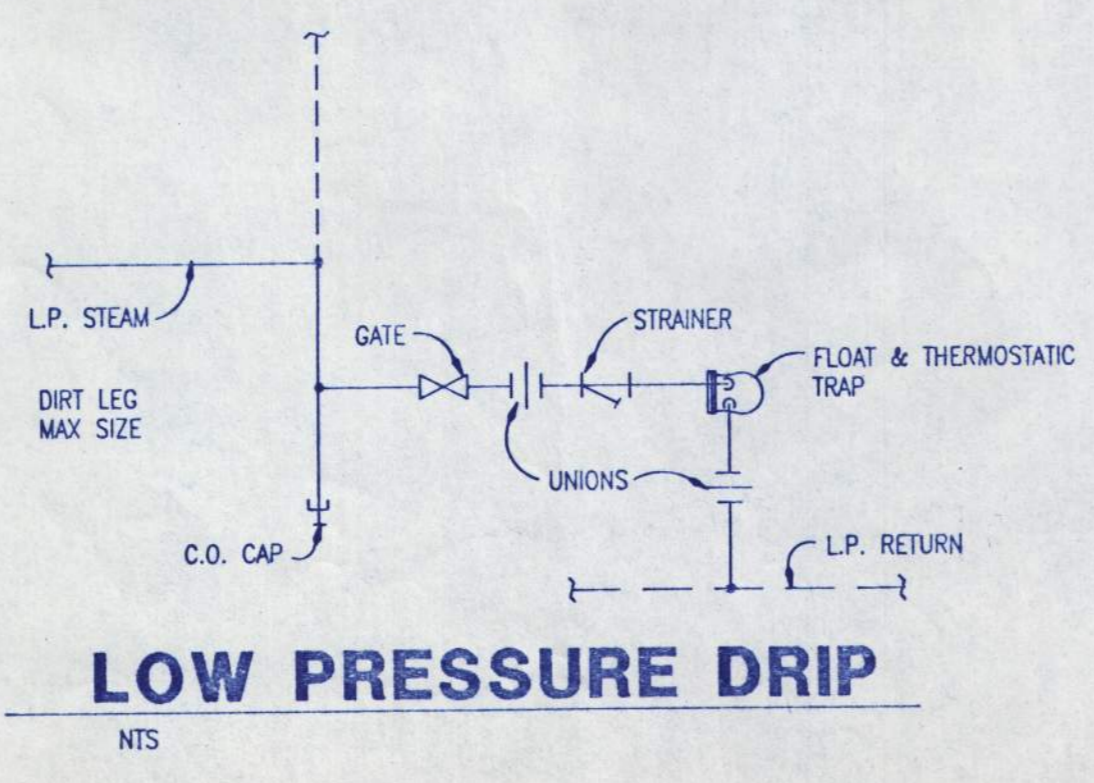 L.P. STEAM
GATE
STRAINER
FLOAT & THERMOSTATIC
TRAP
DIRT LEG
MAX SIZE
UNIONS
C.O. CAP
L.P. RETURN
LOW PRESSURE DRIP
NTS